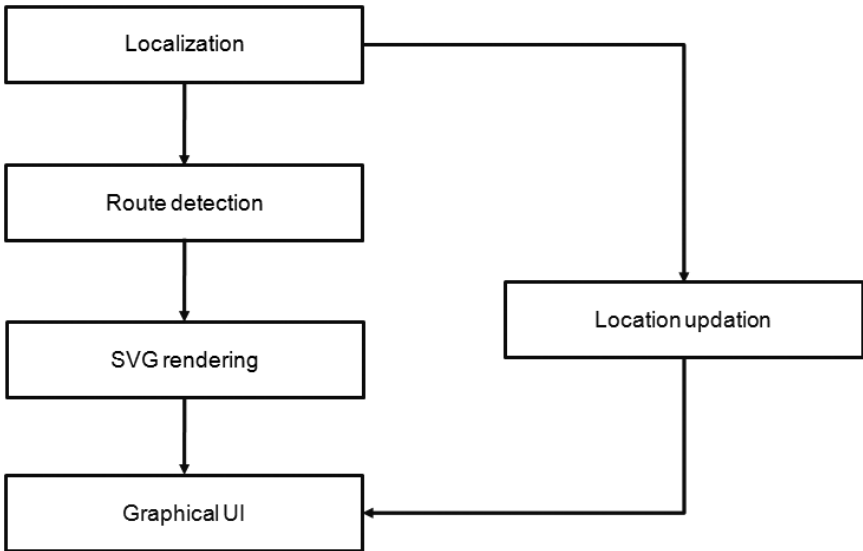 Localization
Route detection
Location updation
SVG rendering
Graphical UI